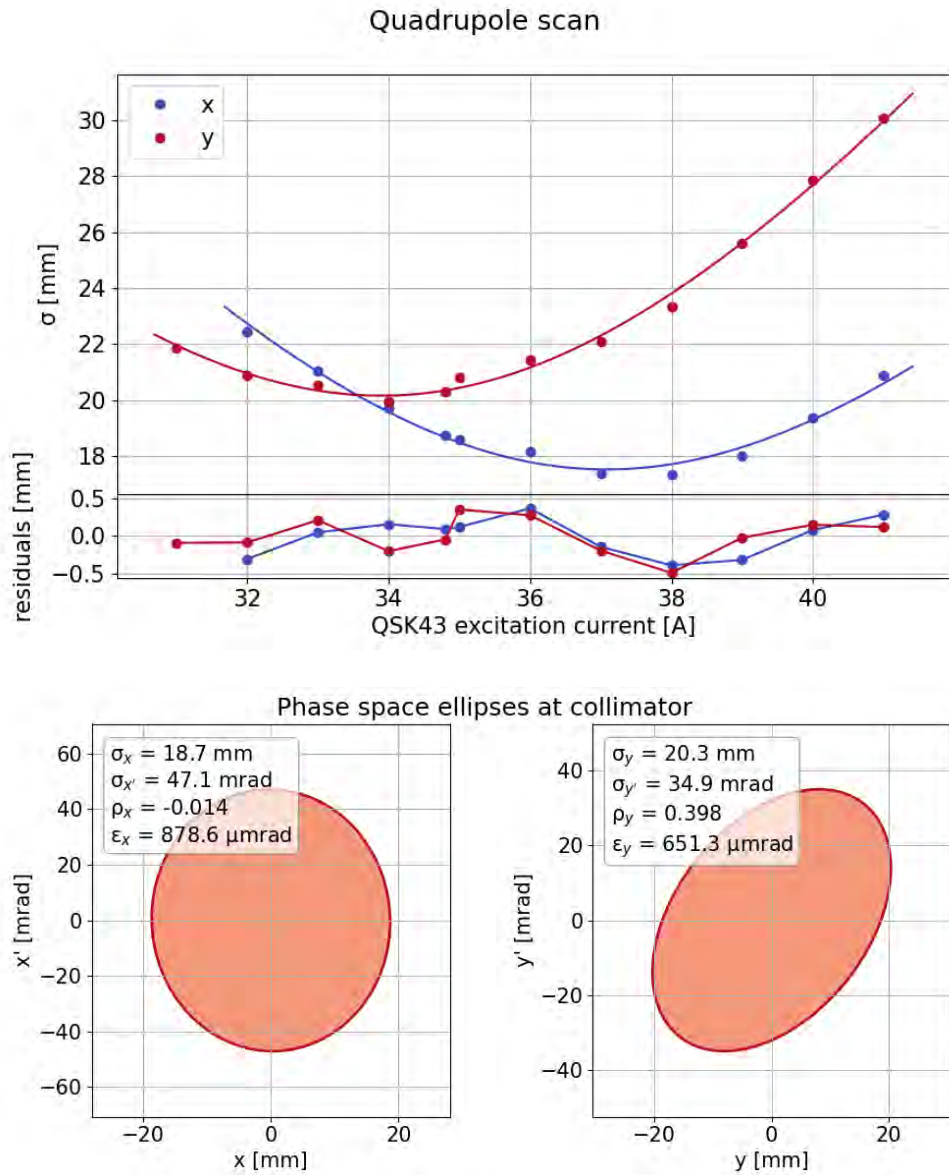 Quadrupole scan
x
y
30
28
26
24
22
20
18
σ [mm]
0.5
0.0
−0.5
residuals [mm]
32 34 36 38 40
QSK43 excitation current [A]
Phase space ellipses at collimator
σx = 18.7 mm
σx' = 47.1 mrad
ρx = -0.014
εx = 878.6 μmrad
60
40
20
0
−20
−40
−60
x' [mrad]
−20 0 20
x [mm]
σy = 20.3 mm
σy' = 34.9 mrad
ρy = 0.398
εy = 651.3 μmrad
40
20
0
−20
−40
y' [mrad]
−20 0 20
y [mm]